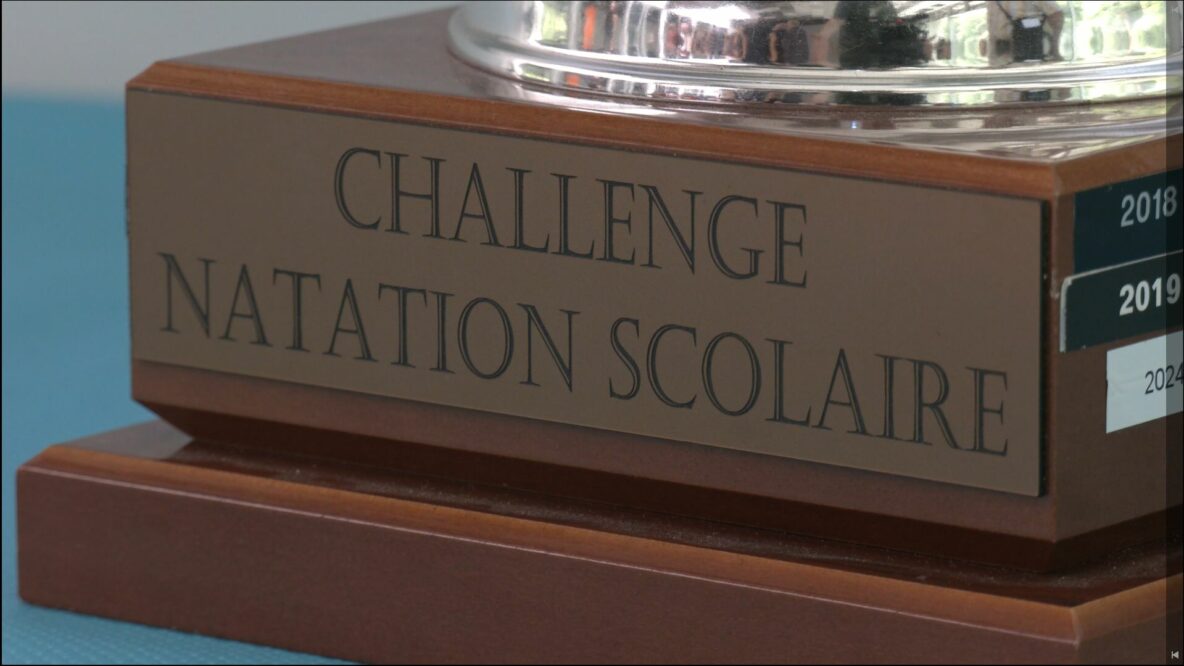 CHALLENGE
NATATION SCOLAIRE
2018
2019
2024